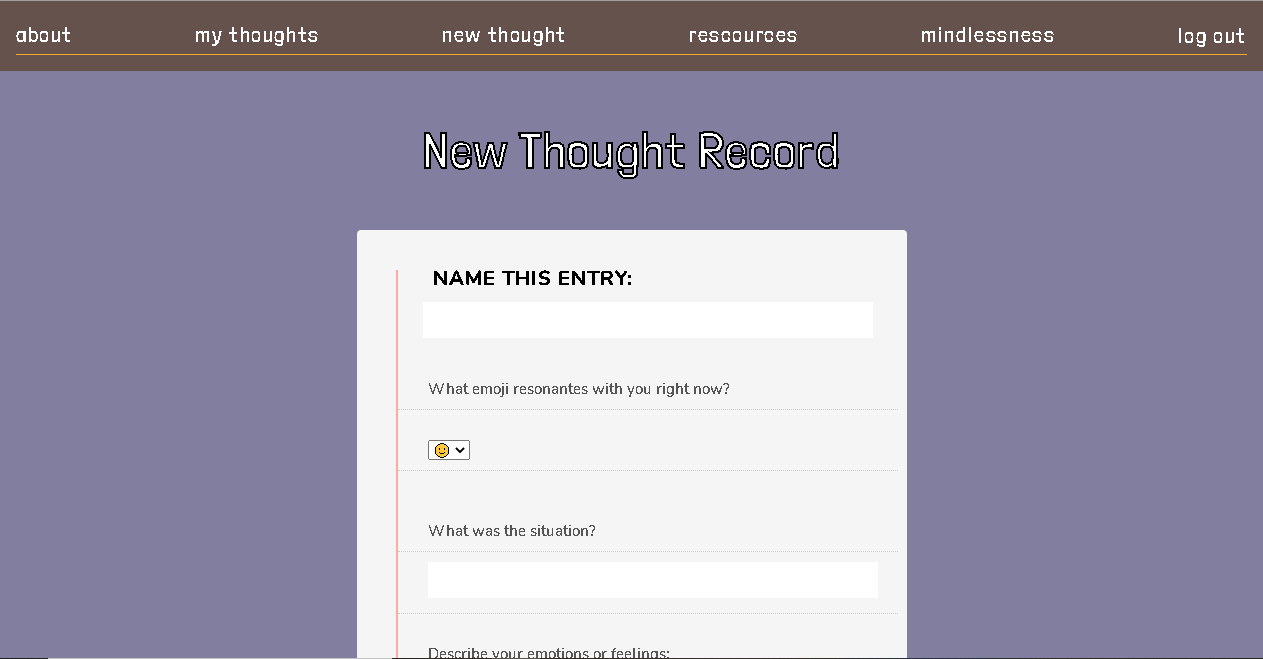 about my thoughts new thought rescources mindlessness log out
New Thought Record
NAME THIS ENTRY:
What emoji resonantes with you right now?
What was the situation?
Describe your emotions or feelings: